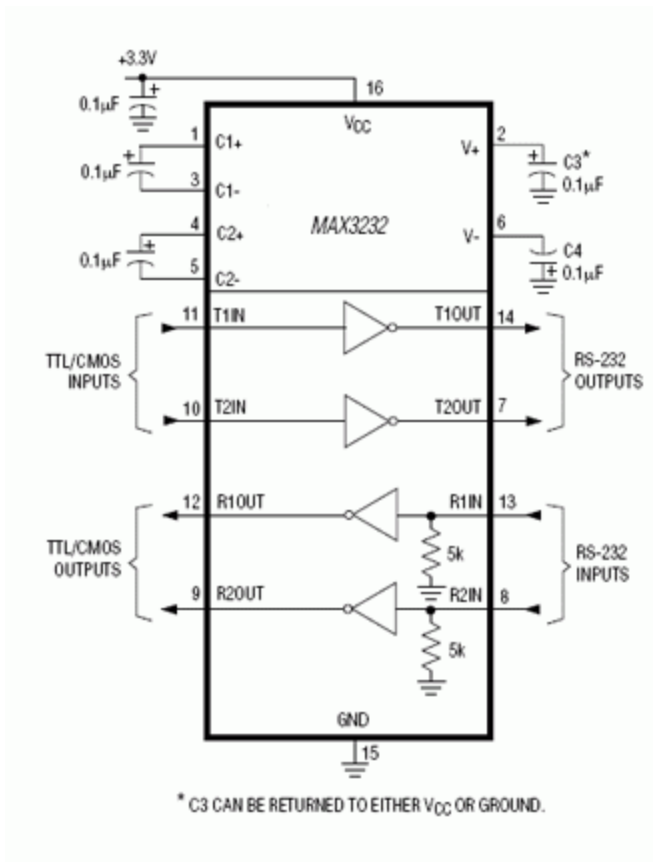 +3.3V
0.1µF
16
VCC
1
C1+
0.1µF
3
C1-
4
C2+
0.1µF
5
C2-
MAX3232
2
V+
C3*
0.1µF
6
V-
C4
0.1µF
TTL/CMOS
INPUTS
11
T1IN
T1OUT
14
10
T2IN
T2OUT
7
RS-232
OUTPUTS
TTL/CMOS
OUTPUTS
12
R1OUT
R1IN
13
5k
9
R2OUT
R2IN
8
5k
RS-232
INPUTS
GND
15
* C3 CAN BE RETURNED TO EITHER VCC OR GROUND.